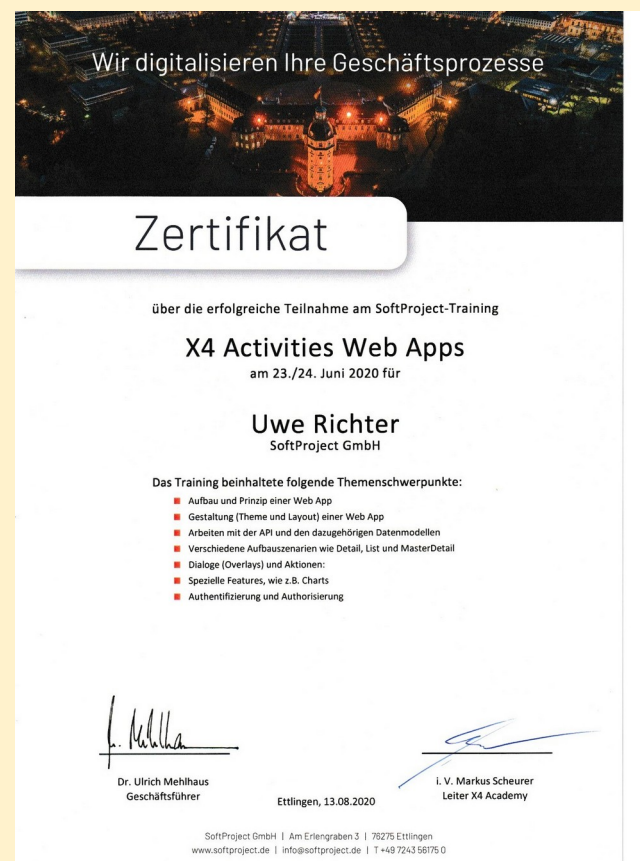 Wir digitalisieren Ihre Geschäftsprozesse
Zertifikat
über die erfolgreiche Teilnahme am SoftProject-Training
X4 Activities Web Apps
am 23./24. Juni 2020 für
Uwe Richter
SoftProject GmbH
Das Training beinhaltete folgende Themenschwerpunkte:
Aufbau und Prinzip einer Web App
Gestaltung (Theme und Layout) einer Web App
Arbeiten mit der API und den dazugehörigen Datenmodellen
Verschiedene Aufbauszenarien wie Detail, List und MasterDetail
Dialoge (Overlays) und Aktionen:
Spezielle Features, wie z.B. Charts
Authentifizierung und Authorisierung
Dr. Ulrich Mehlhaus
Geschäftsführer
Ettlingen, 13.08.2020
i. V. Markus Scheurer
Leiter X4 Academy
SoftProject GmbH | Am Erlengraben 3 | 76275 Ettlingen
www.softproject.de | info@softproject.de | T +49 7243 56175 0